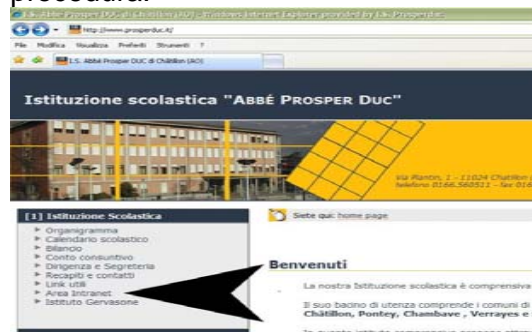 procedura.
I.S. Abbé Prosper DUC di Châtillon (AO) - Windows Internet Explorer provided by I.S. Prosper duc
http://www.prosperduc.it/
File Modifica Visualizza Preferiti Strumenti ?
I.S. Abbé Prosper DUC di Châtillon (AO)
Istituzione scolastica "ABBÉ PROSPER DUC"
Via Plantin, 1 - 11024 Chatillon
telefono 0166.560511 - fax 016
[1] Istituzione Scolastica
Organigramma
Calendario scolastico
Bilancio
Conto consuntivo
Dirigenza e Segreteria
Recapiti e contatti
Link utili
Area Intranet
Istituto Gervasone
Siete qui: home page
Benvenuti
La nostra Istituzione scolastica è comprensiva
Il suo bacino di utenza comprende i comuni di
Châtillon, Pontey, Chambave , Verrayes e